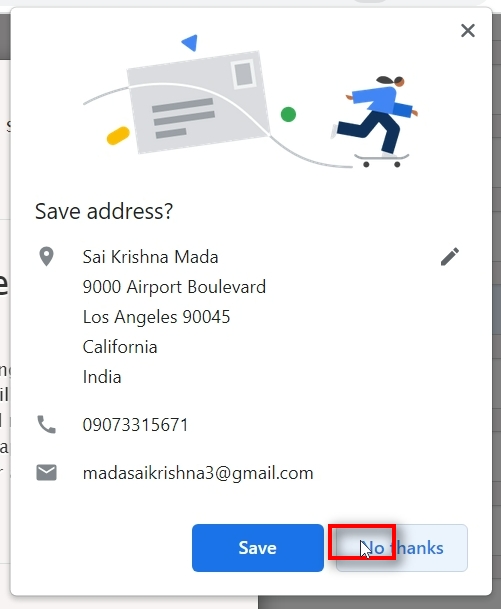 Save address?
Sai Krishna Mada
9000 Airport Boulevard
Los Angeles 90045
California
India
09073315671
madasaikrishna3@gmail.com
Save
No thanks